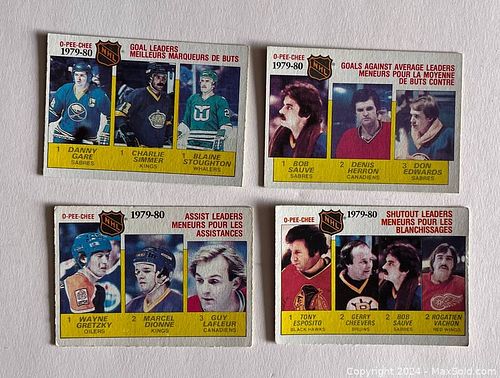 O-PEE-CHEE
1979-80
NHL
GOAL LEADERS
MEILLEURS MARQUEURS DE BUTS
1 DANNY GARE
SABRES
1 CHARLIE SIMMER
KINGS
1 BLAINE STOUGHTON
WHALERS
O-PEE-CHEE
1979-80
NHL
GOALS AGAINST AVERAGE LEADERS
MENEURS POUR LA MOYENNE
DE BUTS CONTRE
1 BOB SAUVE
SABRES
2 DENIS HERRON
CANADIENS
3 DON EDWARDS
SABRES
O-PEE-CHEE
NHL
1979-80
ASSIST LEADERS
MENEURS POUR LES
ASSISTANCES
1 WAYNE GRETZKY
OILERS
2 MARCEL DIONNE
KINGS
3 GUY LAFLEUR
CANADIENS
O-PEE-CHEE
NHL
1979-80
SHUTOUT LEADERS
MENEURS POUR LES
BLANCHISSAGES
1 TONY ESPOSITO
BLACK HAWKS
2 GERRY CHEEVERS
BRUINS
2 BOB SAUVE
SABRES
2 ROGATIEN VACHON
RED WINGS
Copyright 2024 - MaxSold.com